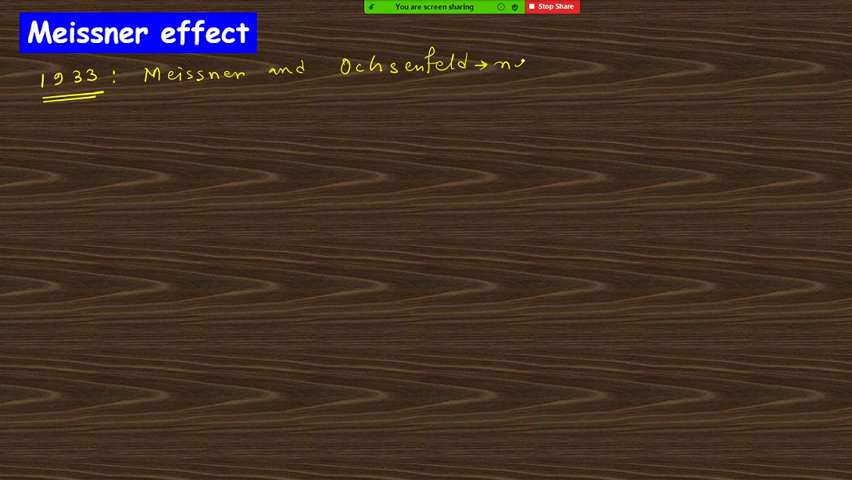 You are screen sharing Stop Share
Meissner effect
1933 : Meissner and Ochsenfeld →